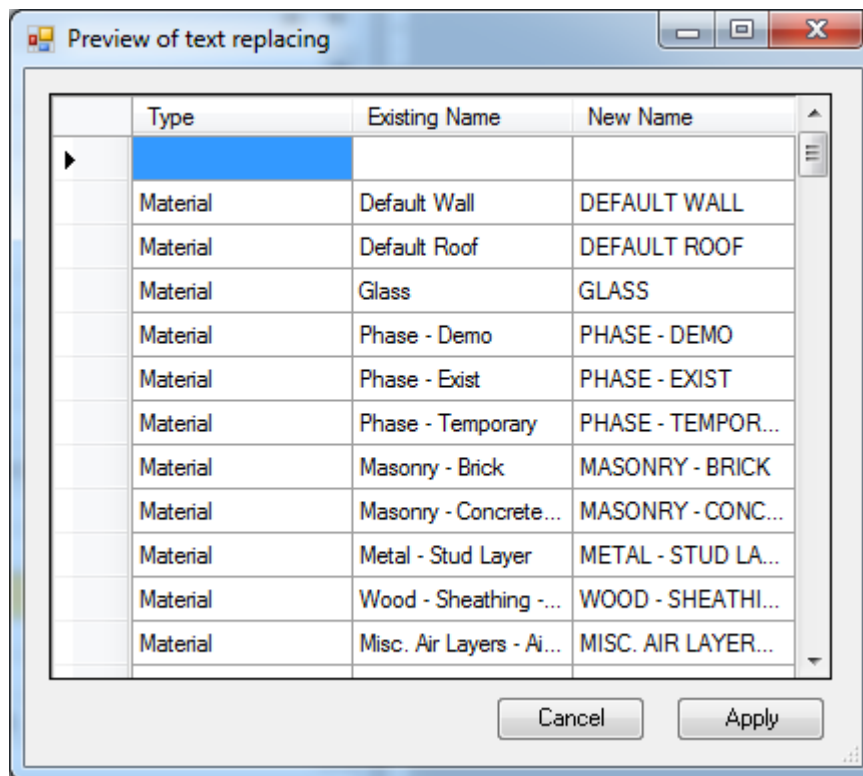 Preview of text replacing
Type Existing Name New Name
Material Default Wall DEFAULT WALL
Material Default Roof DEFAULT ROOF
Material Glass GLASS
Material Phase - Demo PHASE - DEMO
Material Phase - Exist PHASE - EXIST
Material Phase - Temporary PHASE - TEMPOR...
Material Masonry - Brick MASONRY - BRICK
Material Masonry - Concrete... MASONRY - CONC...
Material Metal - Stud Layer METAL - STUD LA...
Material Wood - Sheathing -... WOOD - SHEATHI...
Material Misc. Air Layers - Ai... MISC. AIR LAYER...
Cancel Apply